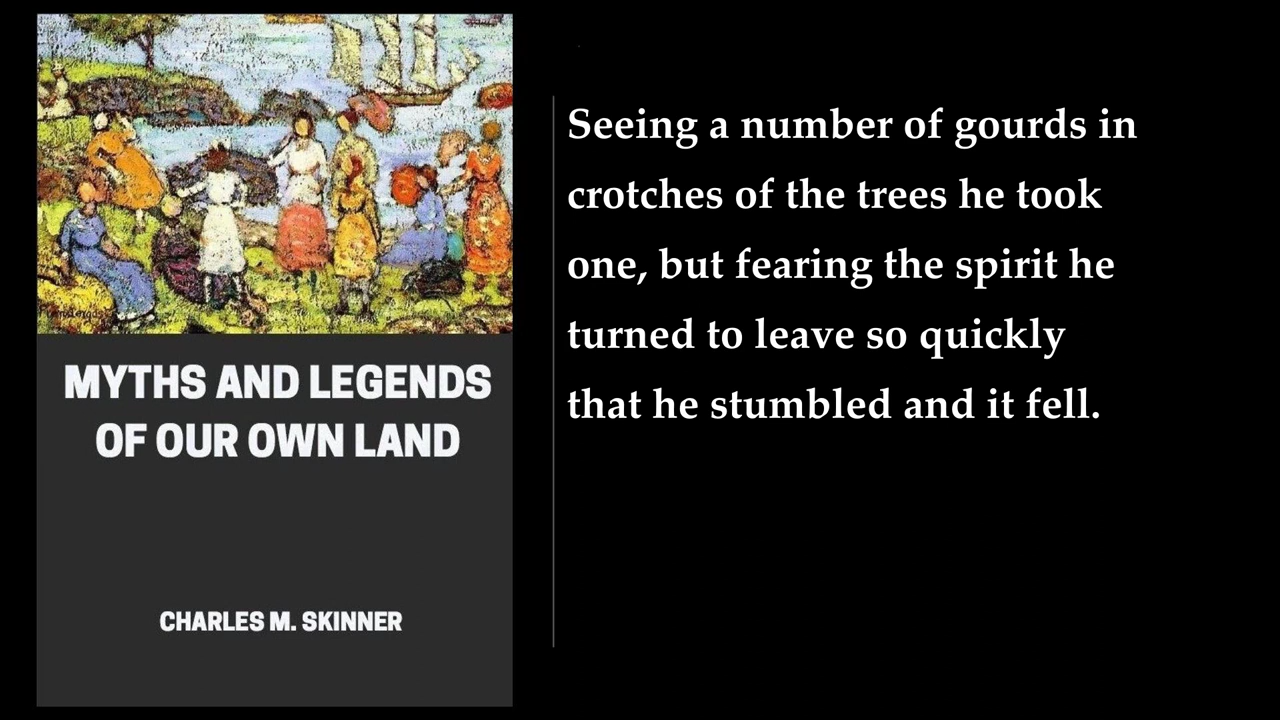 MYTHS AND LEGENDS
OF OUR OWN LAND
CHARLES M. SKINNER
Seeing a number of gourds in
crotches of the trees he took
one, but fearing the spirit he
turned to leave so quickly
that he stumbled and it fell.